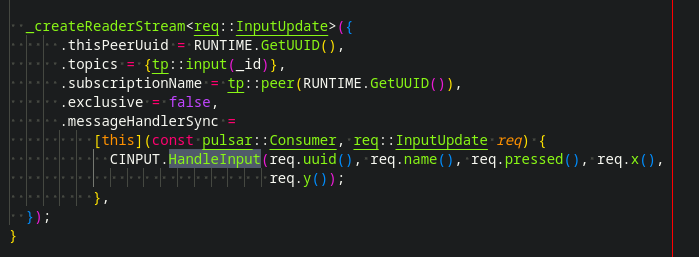 _createReaderStream<req::InputUpdate>({
.thisPeerUuid = RUNTIME.GetUUID(),
.topics = {tp::input(_id)},
.subscriptionName = tp::peer(RUNTIME.GetUUID()),
.exclusive = false,
.messageHandlerSync =
[this](const pulsar::Consumer, req::InputUpdate req) {
CINPUT.HandleInput(req.uuid(), req.name(), req.pressed(), req.x(),
req.y());
},
});
}